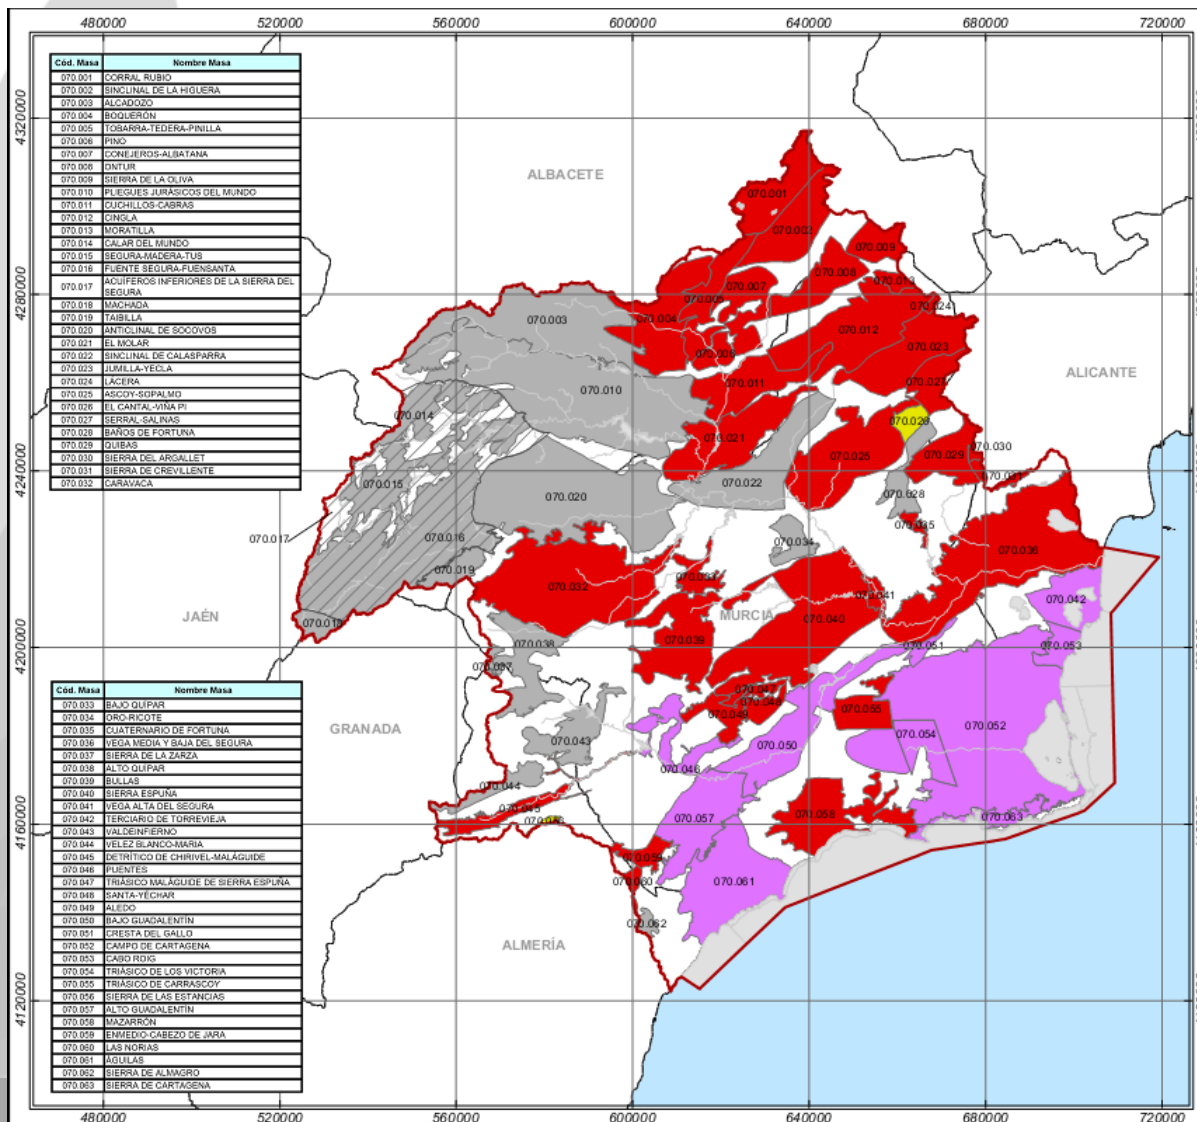 480000 520000 560000 600000 640000 680000 720000
Cód. Masa Nombre Masa
070.001 CORRAL RUBIO
070.002 SINCLINAL DE LA HIGUERA
070.003 ALCADOZO
070.004 BOQUERÓN
070.005 TOBARRA-TEDERA-PINILLA
070.006 PINO
070.007 CONEJEROS-ALBATANA
070.008 ONTUR
070.009 SIERRA DE LA OLIVA
070.010 PLIEGUES JURÁSICOS DEL MUNDO
070.011 CUCHILLOS-CABRAS
070.012 CINGLA
070.013 MORATILLA
070.014 CALAR DEL MUNDO
070.015 SEGURA-MADERA-TUS
070.016 FUENTE SEGURA-FUENSANTA
070.017 ACUÍFEROS INFERIORES DE LA SIERRA DEL
SEGURA
070.018 MACHADA
070.019 TAIBILLA
070.020 ANTICLINAL DE SOCOVOS
070.021 EL MOLAR
070.022 SINCLINAL DE CALASPARRA
070.023 JUMILLA-YECLA
070.024 LÁCERA
070.025 ASCOY-SOPALMO
070.026 EL CANTAL-VIÑA PI
070.027 SERRAL-SALINAS
070.028 BAÑOS DE FORTUNA
070.029 QUIBAS
070.030 SIERRA DEL ARGALLET
070.031 SIERRA DE CREVILLENTE
070.032 CARAVACA
4320000
4280000
4240000
4200000
4160000
4120000
ALBACETE
ALICANTE
JAÉN
MURCIA
GRANADA
ALMERÍA
070.001
070.002
070.009
070.008
070.007
070.013
070.005
070.024
070.003
070.004
070.012
070.006
070.023
070.010
070.011
070.027
070.014
070.021
070.029
070.030
070.025
070.015
070.022
070.031
070.020
070.028
070.035
070.017
070.016
070.034
070.036
070.019
070.032
070.041
070.042
070.040
070.039
070.038
070.051
070.053
070.037
070.047
070.048
070.049
070.055
070.052
070.043
070.050
070.054
070.046
070.044
070.045
070.057
070.058
070.063
070.059
070.060
070.061
070.062
Cód. Masa Nombre Masa
070.033 BAJO QUÍPAR
070.034 ORO-RICOTE
070.035 CUATERNARIO DE FORTUNA
070.036 VEGA MEDIA Y BAJA DEL SEGURA
070.037 SIERRA DE LA ZARZA
070.038 ALTO QUÍPAR
070.039 BULLAS
070.040 SIERRA ESPUÑA
070.041 VEGA ALTA DEL SEGURA
070.042 TERCIARIO DE TORREVIEJA
070.043 VALDEINFIERNO
070.044 VELEZ BLANCO-MARIA
070.045 DETRÍTICO DE CHIRIVEL-MALÁGUIDE
070.046 PUENTES
070.047 TRIÁSICO MALÁGUIDE DE SIERRA ESPUÑA
070.048 SANTA-YÉCHAR
070.049 ALEDO
070.050 BAJO GUADALENTÍN
070.051 CRESTA DEL GALLO
070.052 CAMPO DE CARTAGENA
070.053 CABO ROIG
070.054 TRIÁSICO DE LOS VICTORIA
070.055 TRIÁSICO DE CARRASCOY
070.056 SIERRA DE LAS ESTANCIAS
070.057 ALTO GUADALENTÍN
070.058 MAZARRÓN
070.059 ENMEDIO-CABEZO DE JARA
070.060 LAS NORIAS
070.061 ÁGUILAS
070.062 SIERRA DE ALMAGRO
070.063 SIERRA DE CARTAGENA
480000 520000 560000 600000 640000 680000 720000